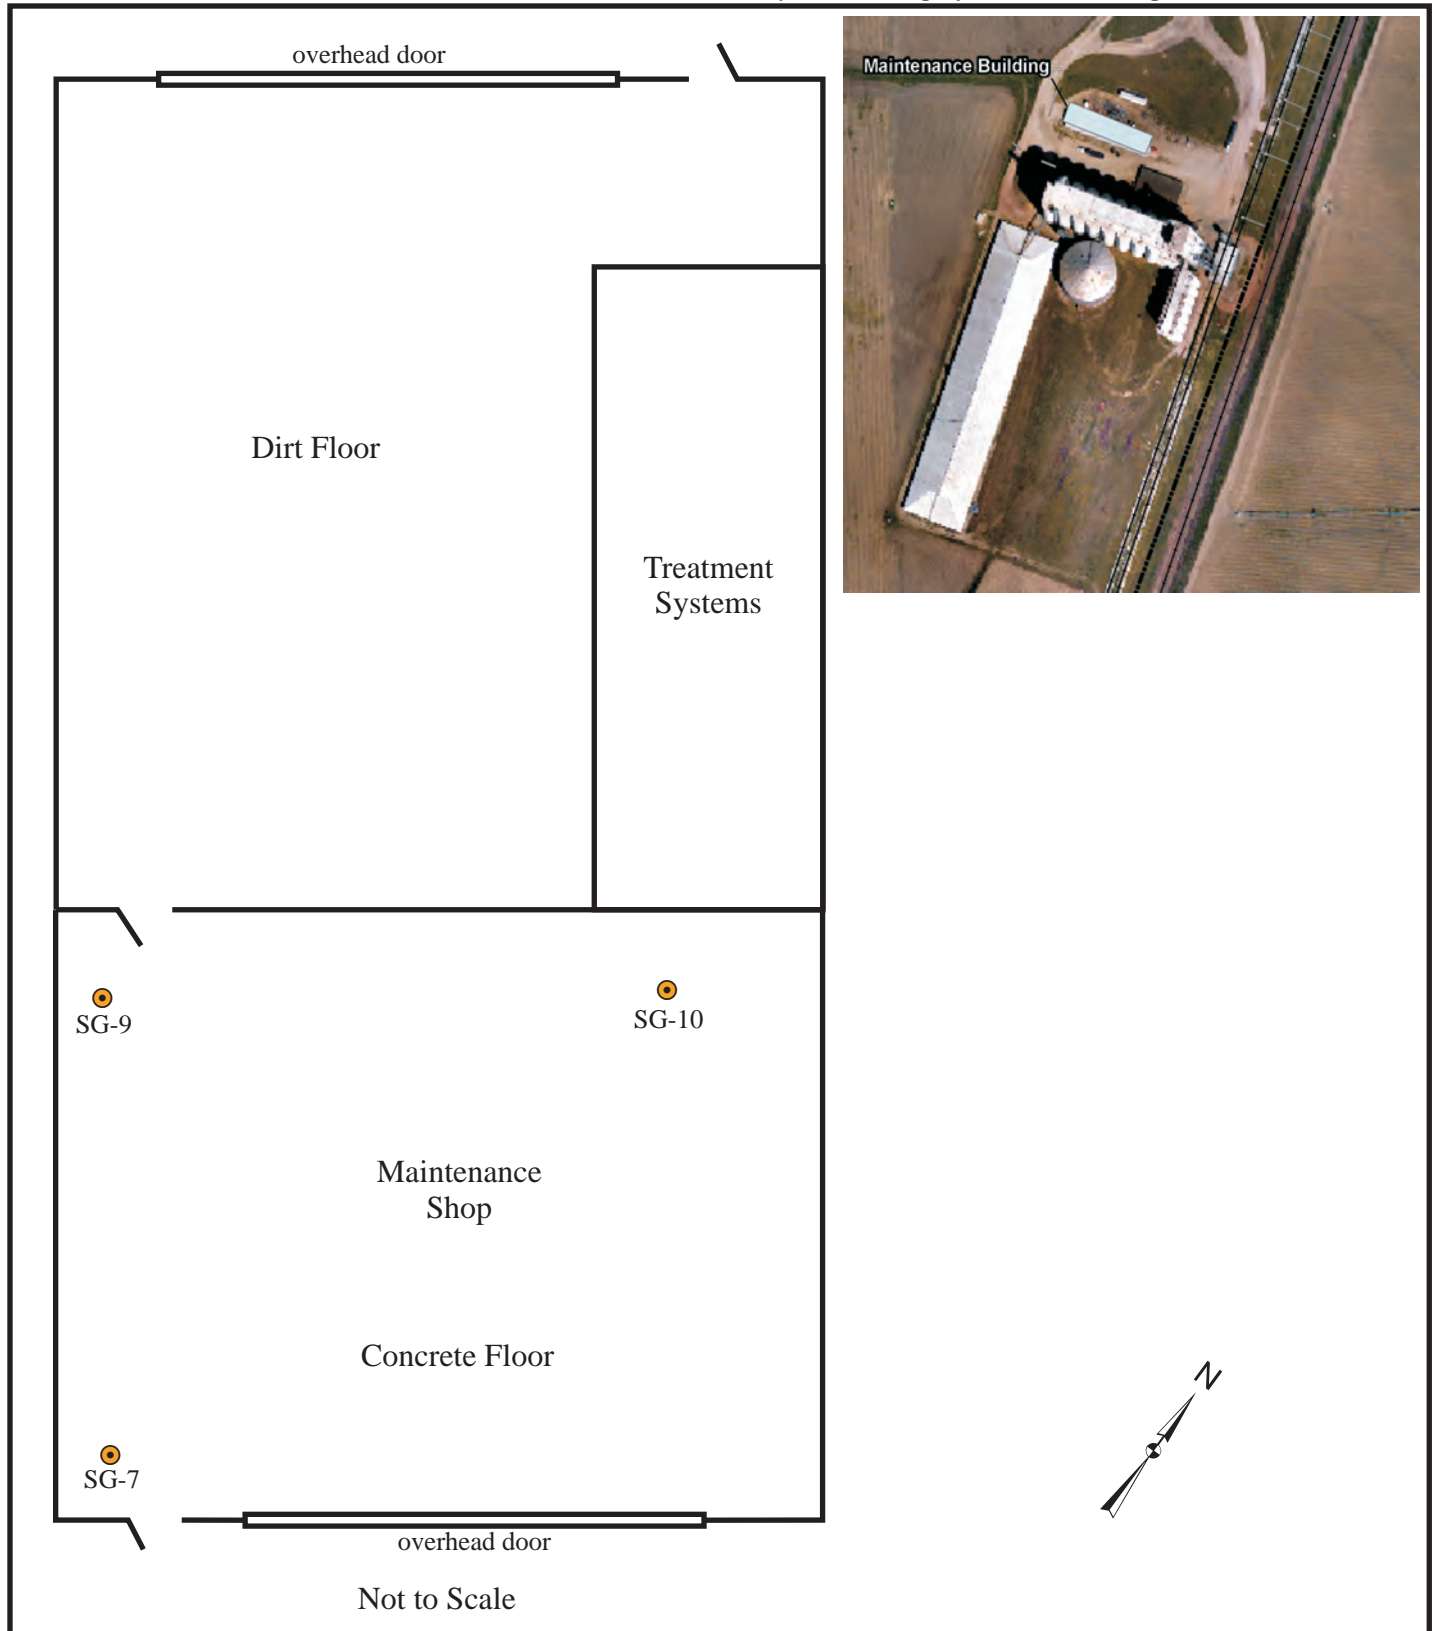 overhead door
Maintenance Building
Dirt Floor
Treatment
Systems
SG-9
SG-10
Maintenance
Shop
Concrete Floor
N
SG-7
overhead door
Not to Scale